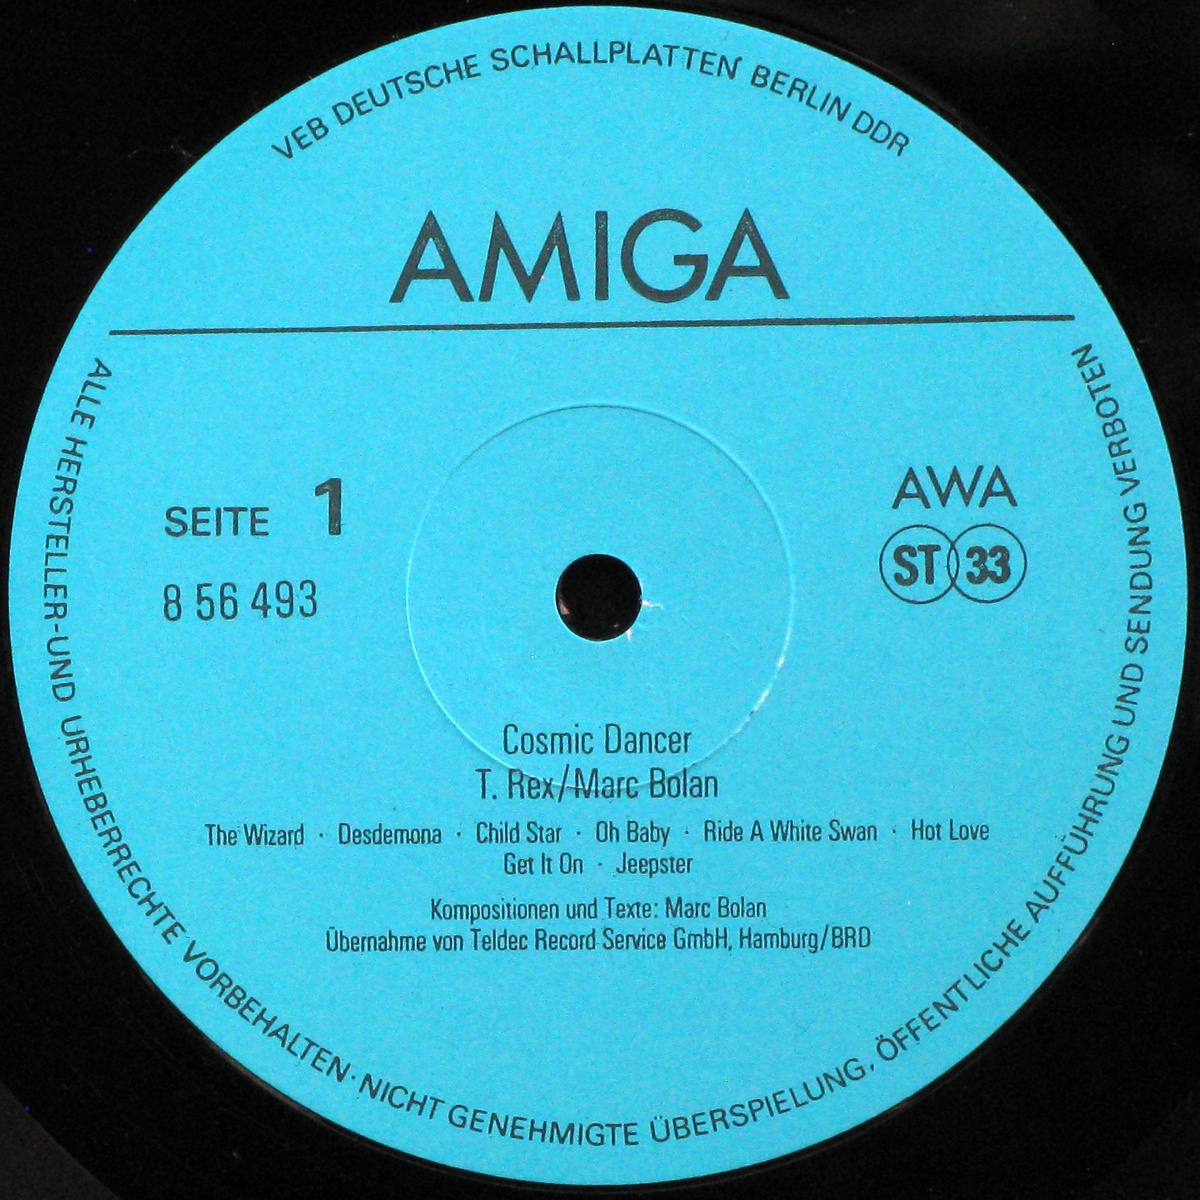 VEB DEUTSCHE SCHALLPLATTEN BERLIN DDR
AMIGA
SEITE 1
8 56 493
AWA
ST 33
Cosmic Dancer
T. Rex/Marc Bolan
The Wizard · Desdemona · Child Star · Oh Baby · Ride A White Swan · Hot Love
Get It On · Jeepster
Kompositionen und Texte: Marc Bolan
Übernahme von Teldec Record Service GmbH, Hamburg/BRD
ALLE HERSTELLER-UND URHEBERRECHTE VORBEHALTEN · NICHT GENEHMIGTE ÜBERSPIELUNG, ÖFFENTLICHE AUFFÜHRUNG UND SENDUNG VERBOTEN